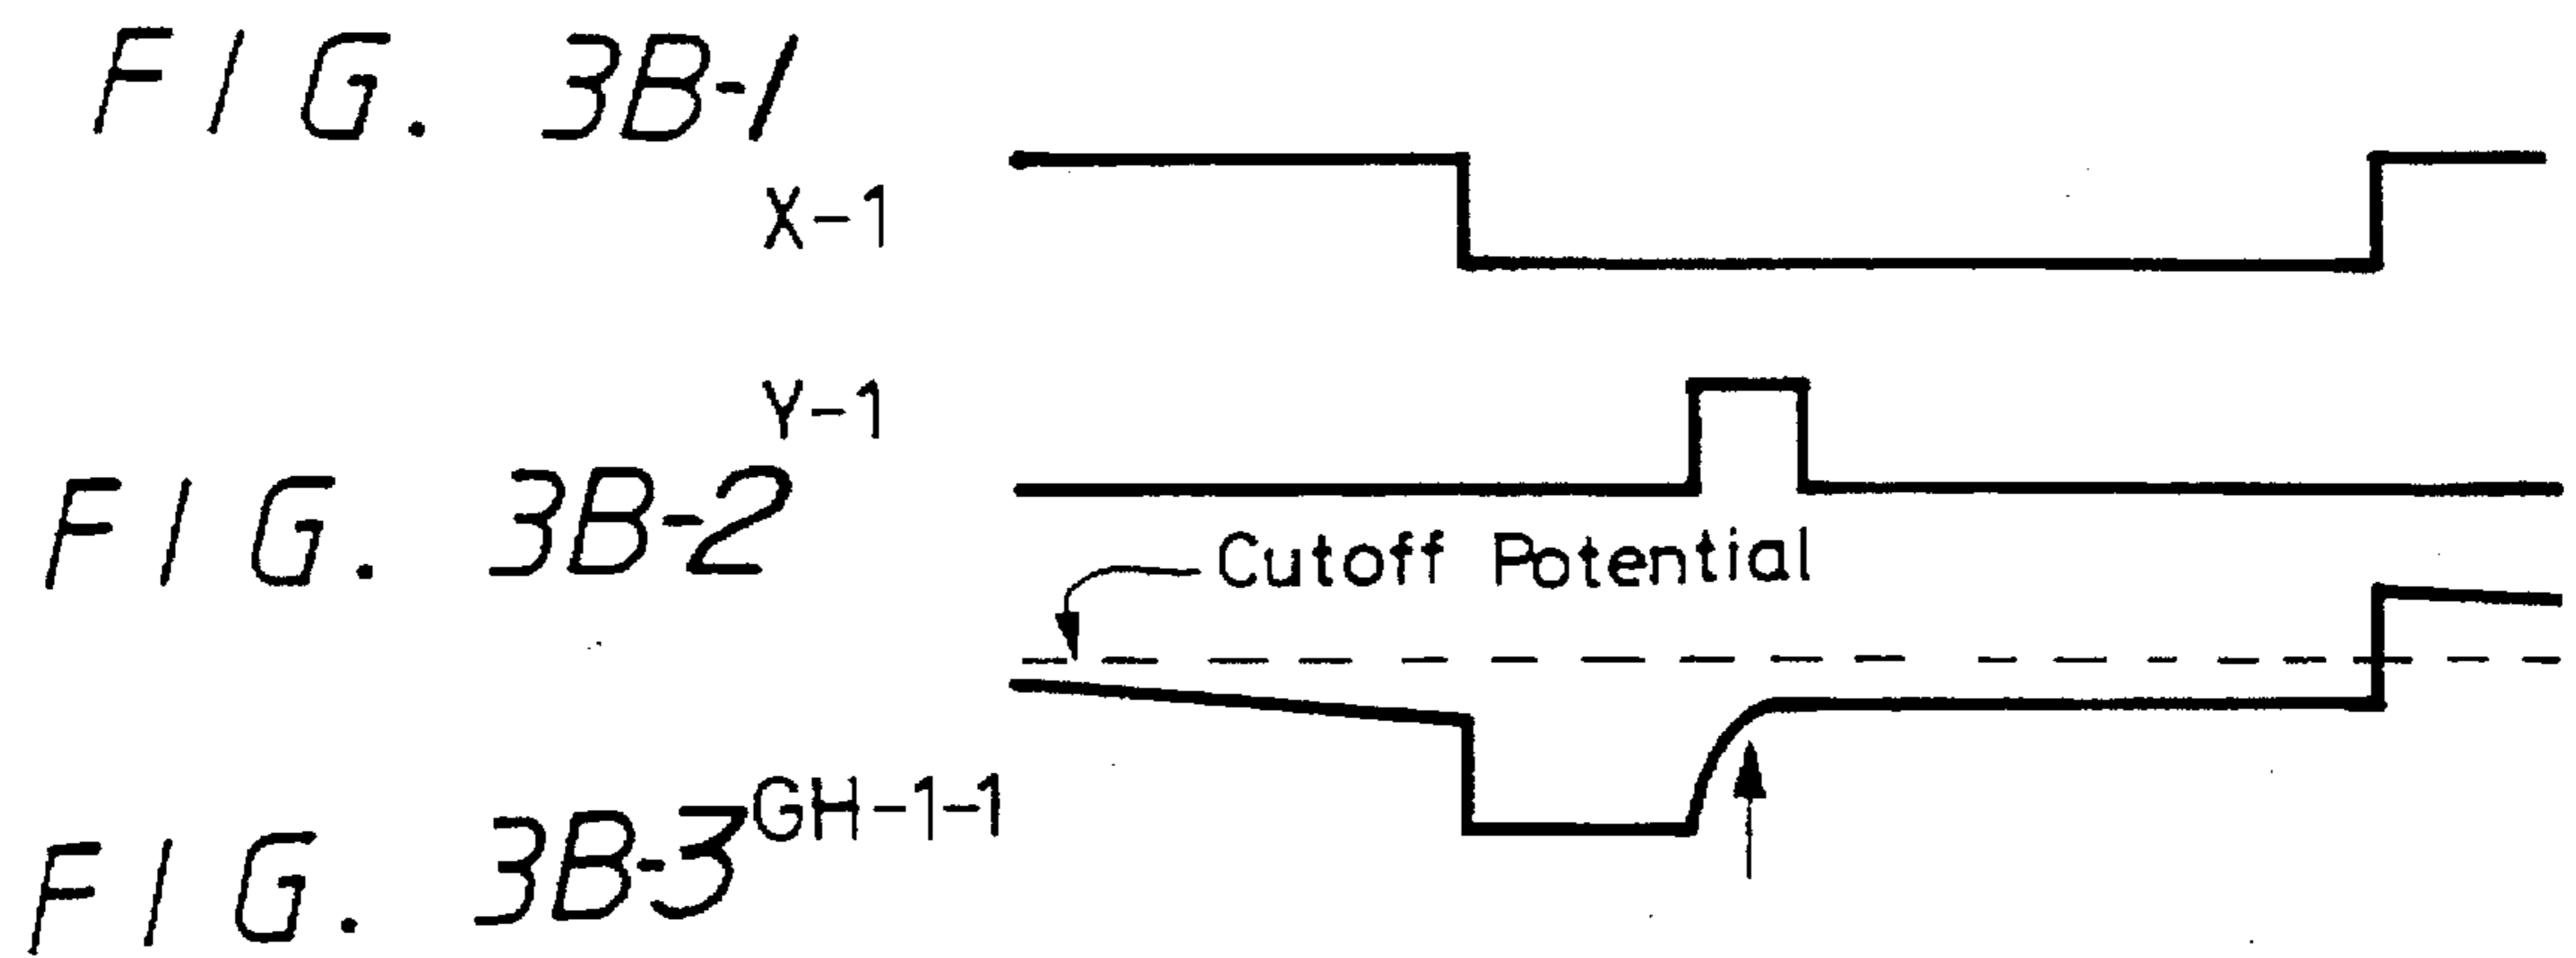 FIG. 3B-1
X-1
Y-1
FIG. 3B-2
Cutoff Potential
GH-1-1
FIG. 3B-3